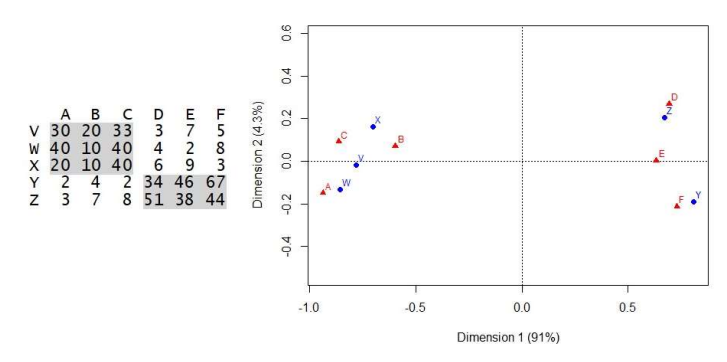 A B C D E F
V 30 20 33 3 7 5
W 40 10 40 4 2 8
X 20 10 40 6 9 3
Y 2 4 2 34 46 67
Z 3 7 8 51 38 44
Dimension 2 (4.3%)
0.6
0.4
0.2
0.0
-0.2
-0.4
D
Z
X
C
B
E
V
A
W
Y
F
-1.0 -0.5 0.0 0.5
Dimension 1 (91%)